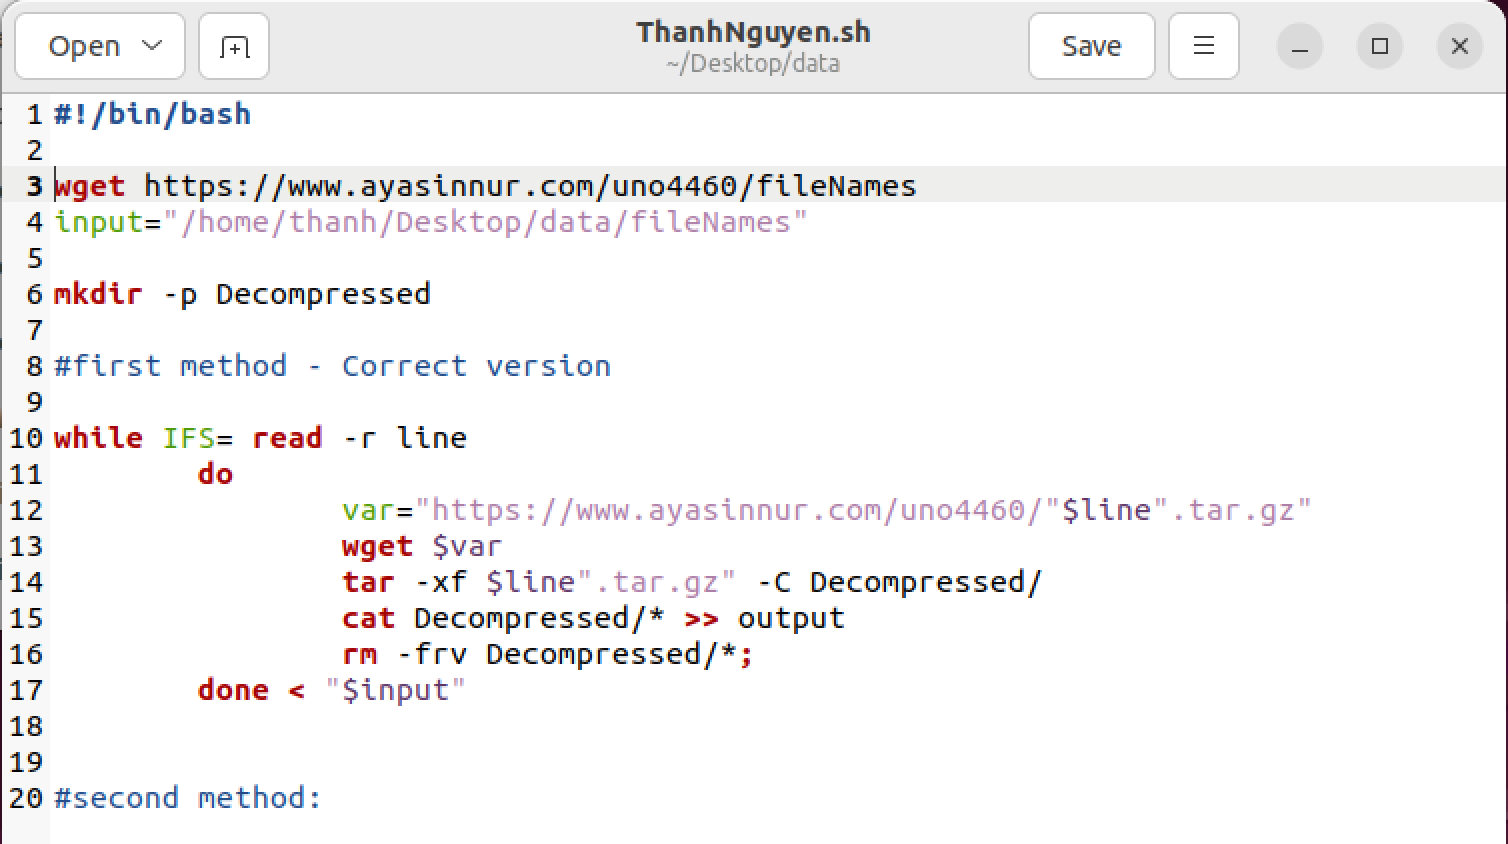 Open
ThanhNguyen.sh
~/Desktop/data
Save
1 #!/bin/bash
2
3 wget https://www.ayasinnur.com/uno4460/fileNames
4 input="/home/thanh/Desktop/data/fileNames"
5
6 mkdir -p Decompressed
7
8 #first method - Correct version
9
10 while IFS= read -r line
11         do
12                 var="https://www.ayasinnur.com/uno4460/"$line".tar.gz"
13                 wget $var
14                 tar -xf $line".tar.gz" -C Decompressed/
15                 cat Decompressed/* >> output
16                 rm -frv Decompressed/*;
17         done < "$input"
18
19
20 #second method: